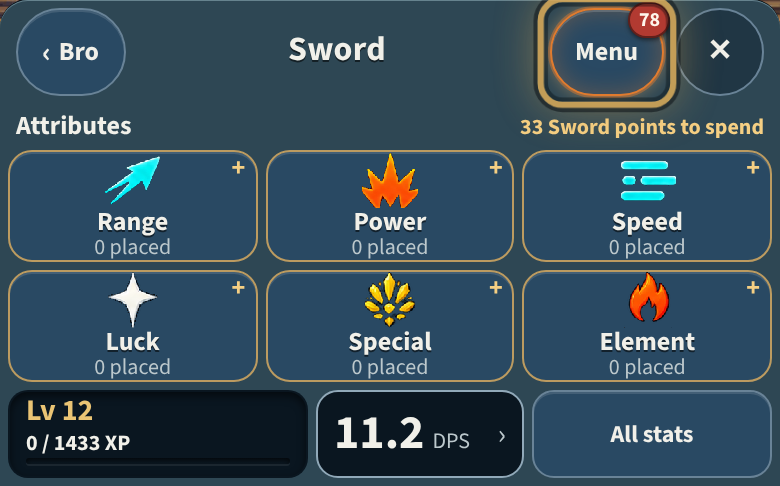 ‹ Bro
Sword
Menu
78
×
Attributes
33 Sword points to spend
+
Range
0 placed
+
Power
0 placed
+
Speed
0 placed
+
Luck
0 placed
+
Special
0 placed
+
Element
0 placed
Lv 12
0 / 1433 XP
11.2 DPS ›
All stats